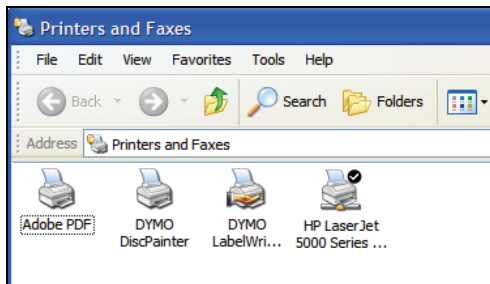 Printers and Faxes
File Edit View Favorites Tools Help
Back Search Folders
Address Printers and Faxes
Adobe PDF DYMO DYMO HP LaserJet
DiscPainter LabelWri... 5000 Series ...